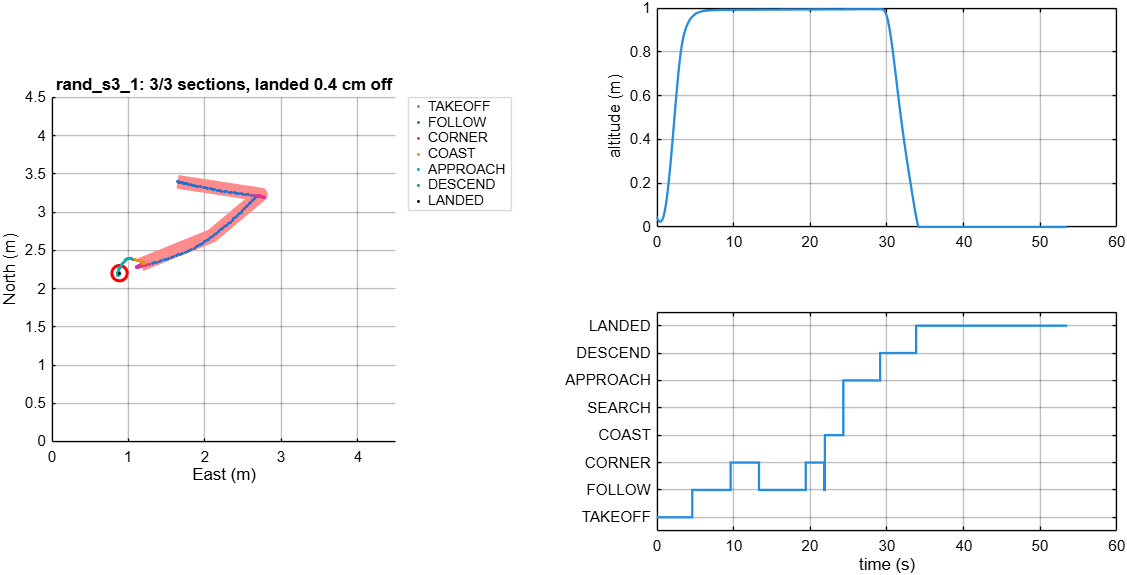 rand_s3_1: 3/3 sections, landed 0.4 cm off
4.5
4
3.5
3
2.5
2
1.5
1
0.5
0
North (m)
0 1 2 3 4
East (m)
TAKEOFF
FOLLOW
CORNER
COAST
APPROACH
DESCEND
LANDED
1
0.8
0.6
0.4
0.2
0
altitude (m)
0 10 20 30 40 50 60
LANDED
DESCEND
APPROACH
SEARCH
COAST
CORNER
FOLLOW
TAKEOFF
0 10 20 30 40 50 60
time (s)